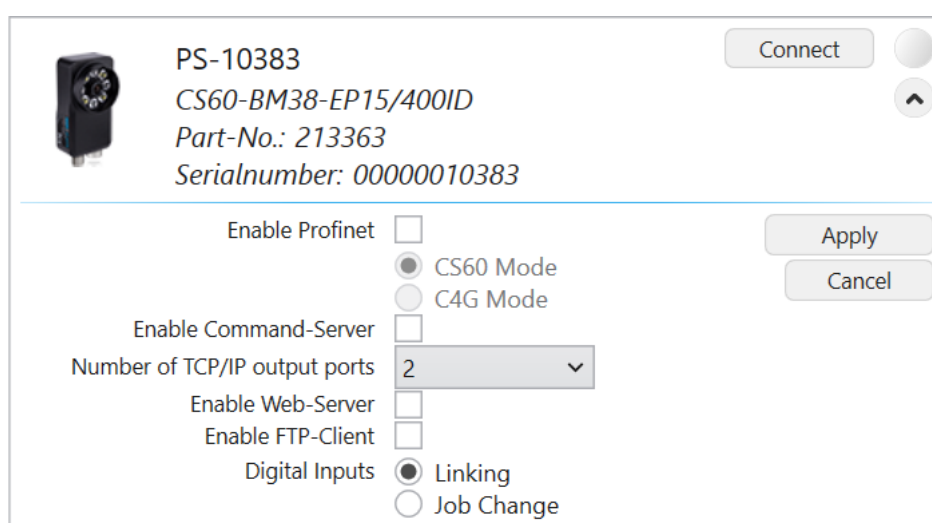 PS-10383
Connect
CS60-BM38-EP15/400ID
Part-No.: 213363
Serialnumber: 00000010383
Enable Profinet
Apply
CS60 Mode
Cancel
C4G Mode
Enable Command-Server
Number of TCP/IP output ports 2
Enable Web-Server
Enable FTP-Client
Digital Inputs Linking
Job Change